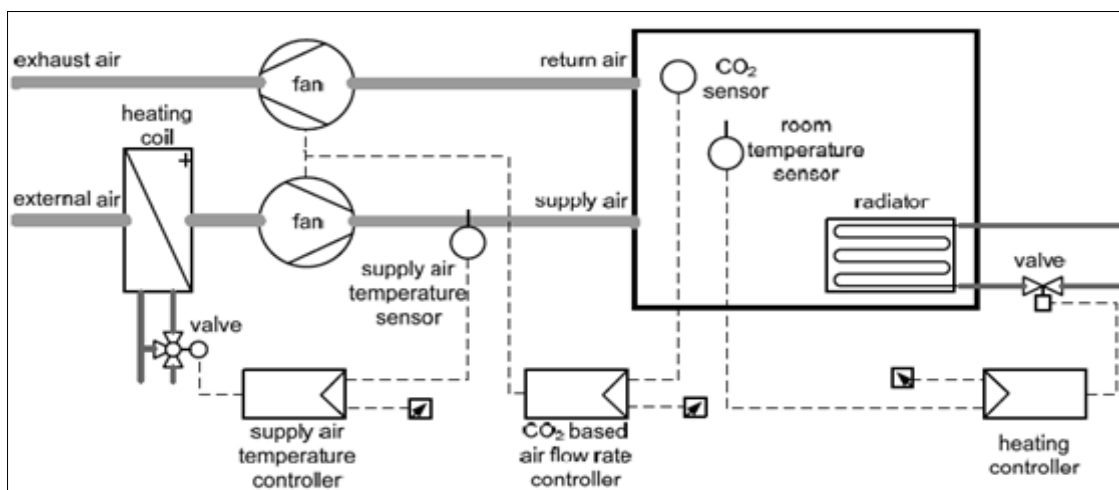 exhaust air
fan
return air
CO₂
sensor
heating
coil
+
room
temperature
sensor
external air
fan
supply air
radiator
supply air
temperature
sensor
valve
valve
supply air
temperature
controller
CO₂ based
air flow rate
controller
heating
controller